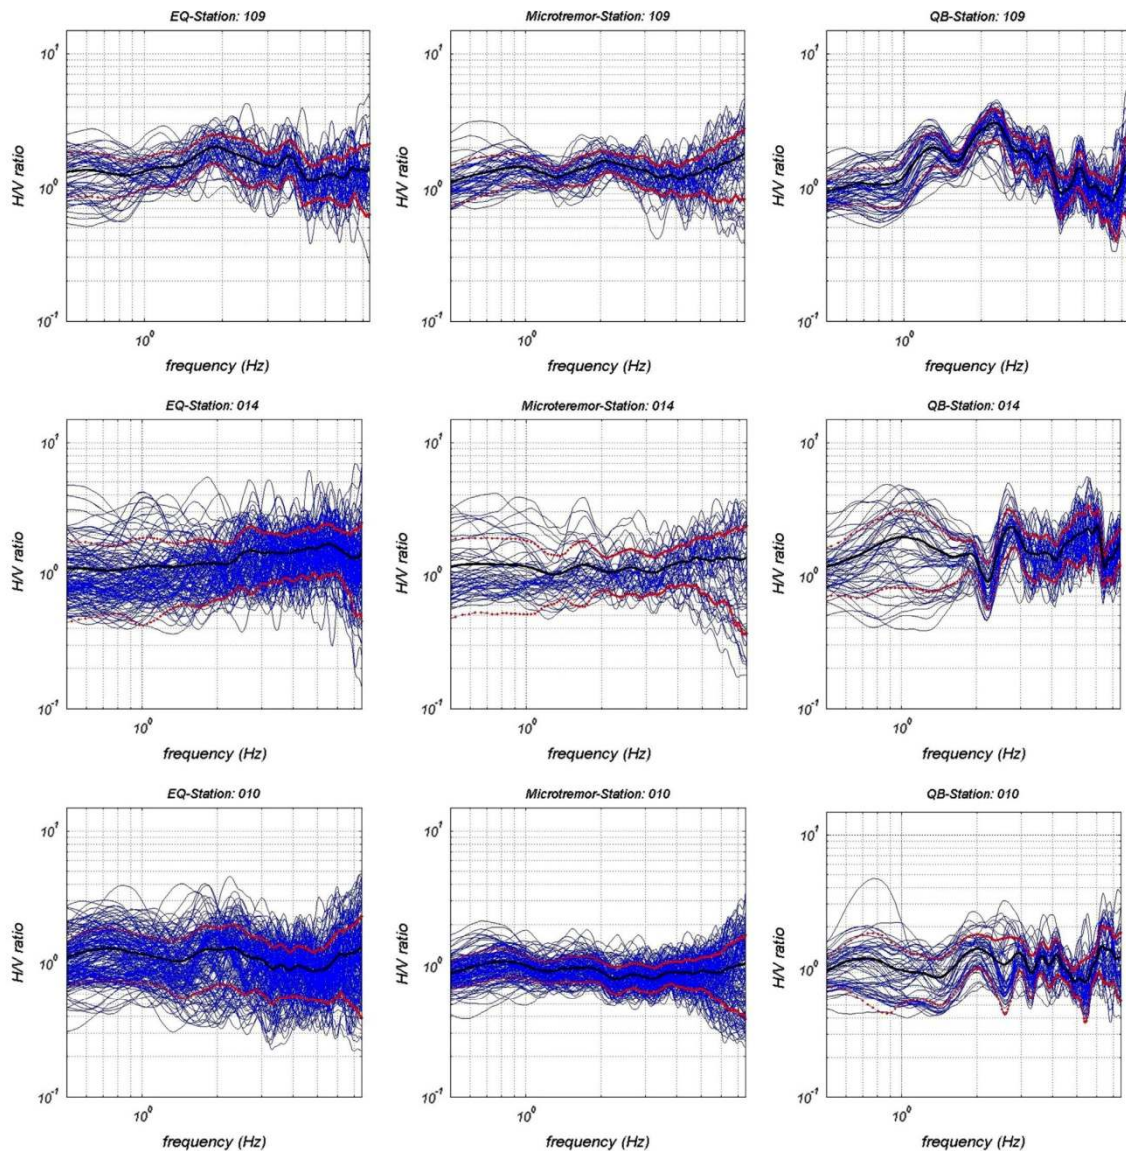 EQ-Station: 109
Microtremor-Station: 109
QB-Station: 109
H/V ratio
10¹
10⁰
10⁻¹
10⁰
frequency (Hz)
H/V ratio
10¹
10⁰
10⁻¹
10⁰
frequency (Hz)
H/V ratio
10¹
10⁰
10⁻¹
10⁰
frequency (Hz)
EQ-Station: 014
Microteremor-Station: 014
QB-Station: 014
H/V ratio
10¹
10⁰
10⁻¹
10⁰
frequency (Hz)
H/V ratio
10¹
10⁰
10⁻¹
10⁰
frequency (Hz)
H/V ratio
10¹
10⁰
10⁻¹
10⁰
frequency (Hz)
EQ-Station: 010
Microtremor-Station: 010
QB-Station: 010
H/V ratio
10¹
10⁰
10⁻¹
10⁰
frequency (Hz)
H/V ratio
10¹
10⁰
10⁻¹
10⁰
frequency (Hz)
H/V ratio
10¹
10⁰
10⁻¹
10⁰
frequency (Hz)